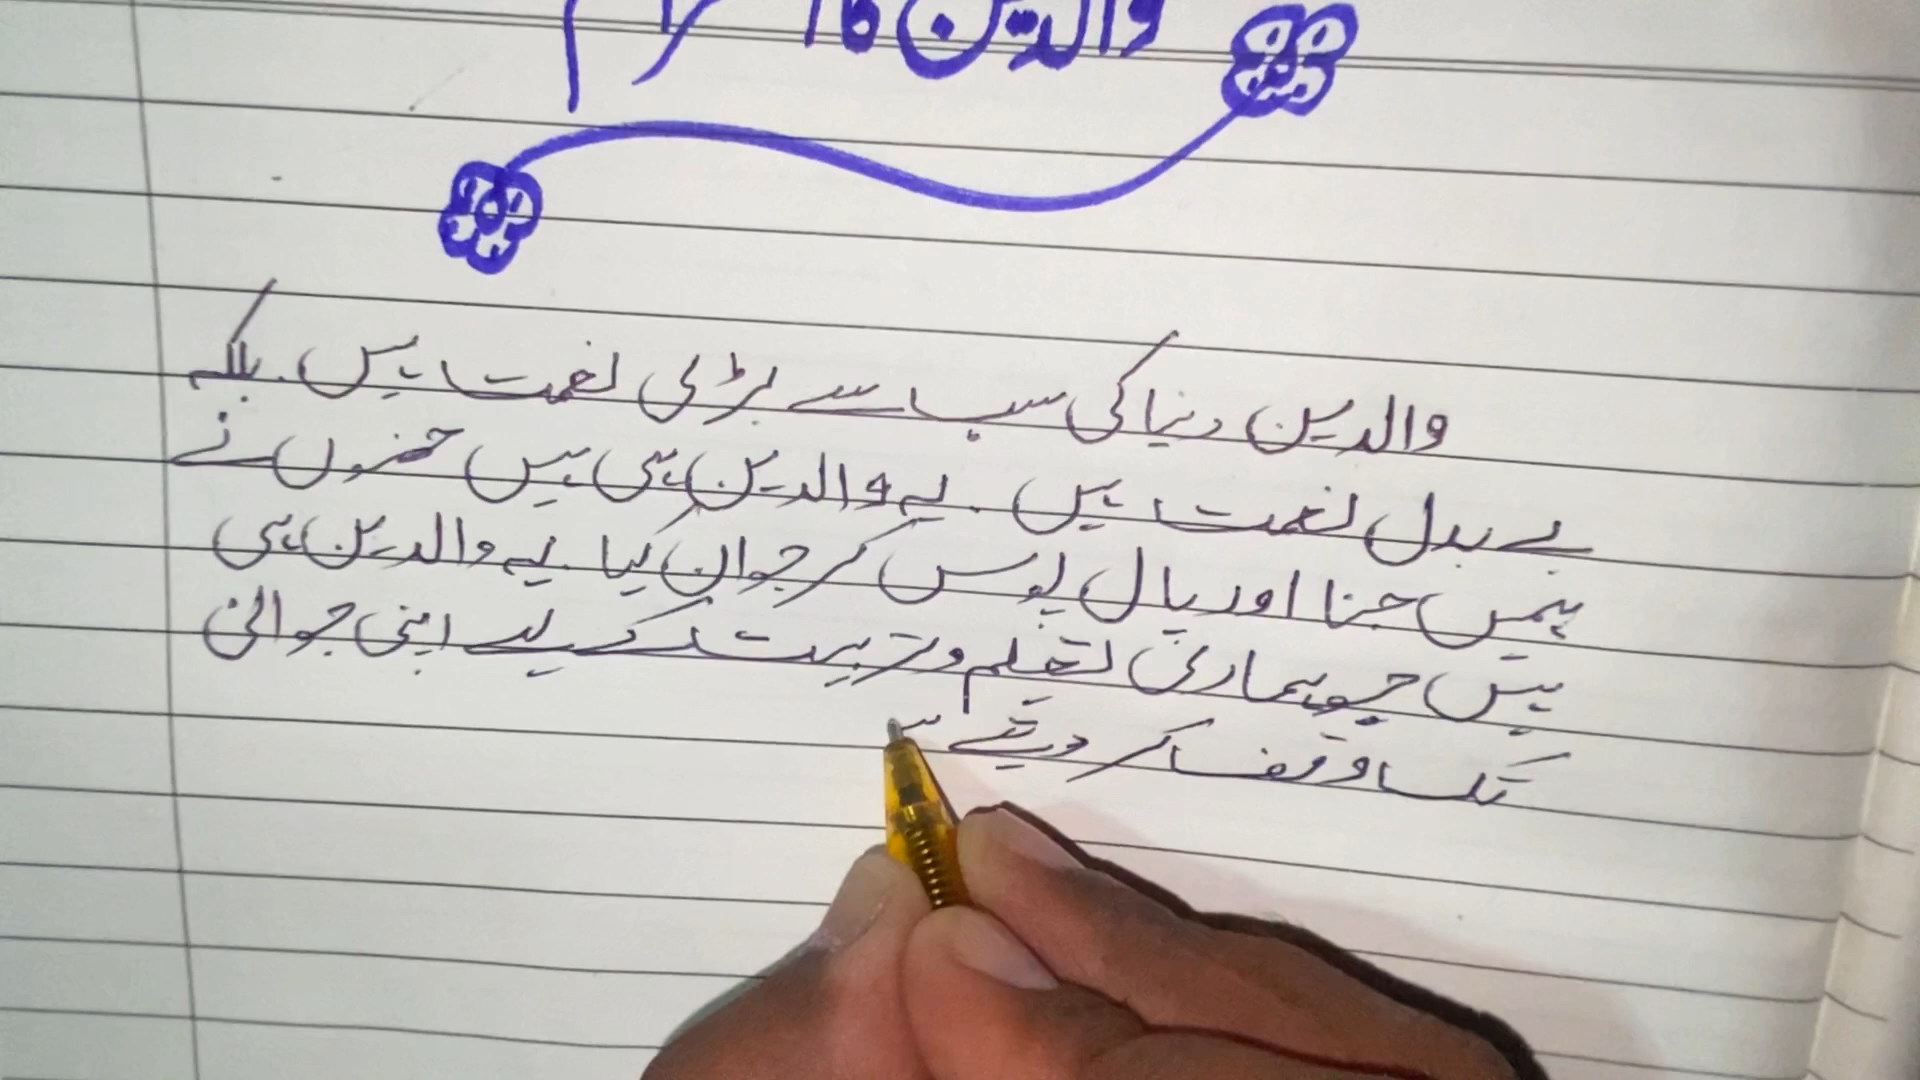 والدین کا احترام
والدین دنیا کی سب سے بڑی نعمت ہیں. بلکہ
بے بدل نعمت ہیں. یہ والدین ہی ہیں جنہوں نے
ہمیں جنا اور پال پوس کر جوان کیا. یہ والدین ہی
ہیں جو ہماری تعلیم و تربیت کے لیے اپنی جوانی
تک وقف کر دیتے